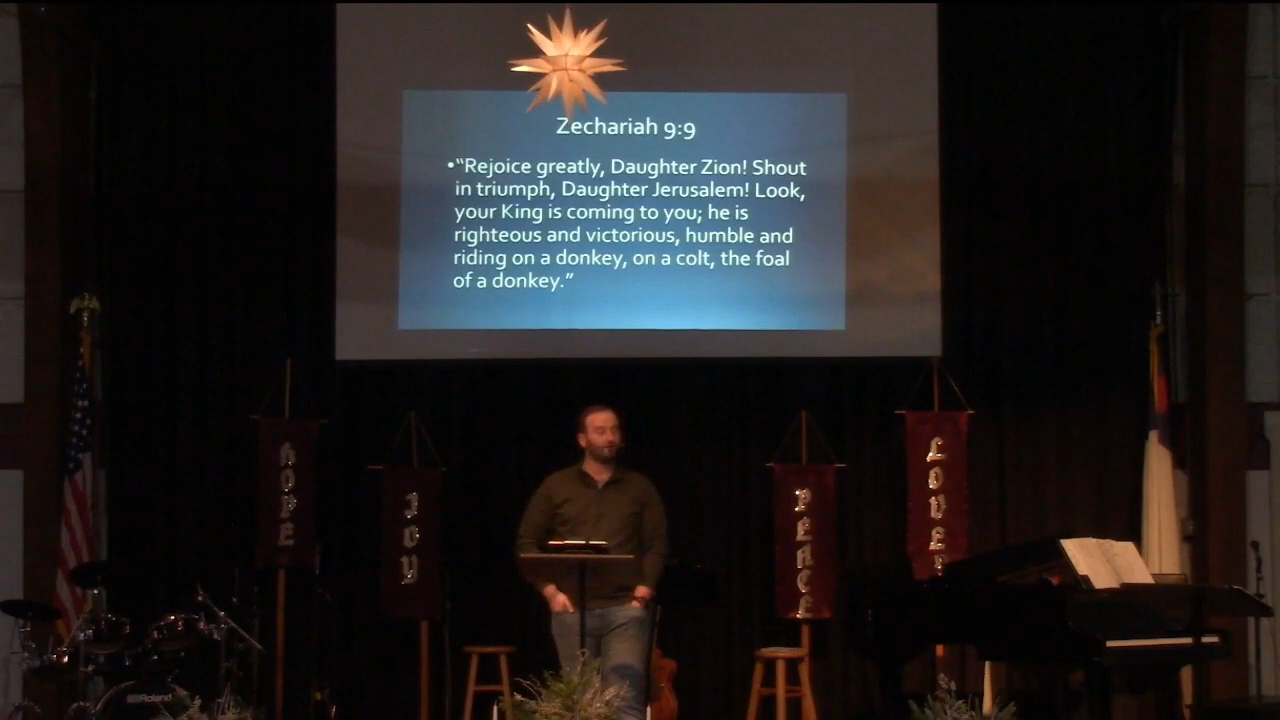 Zechariah 9:9
•“Rejoice greatly, Daughter Zion! Shout
in triumph, Daughter Jerusalem! Look,
your King is coming to you; he is
righteous and victorious, humble and
riding on a donkey, on a colt, the foal
of a donkey.”
HOPE
JOY
PEACE
LOVE
Roland